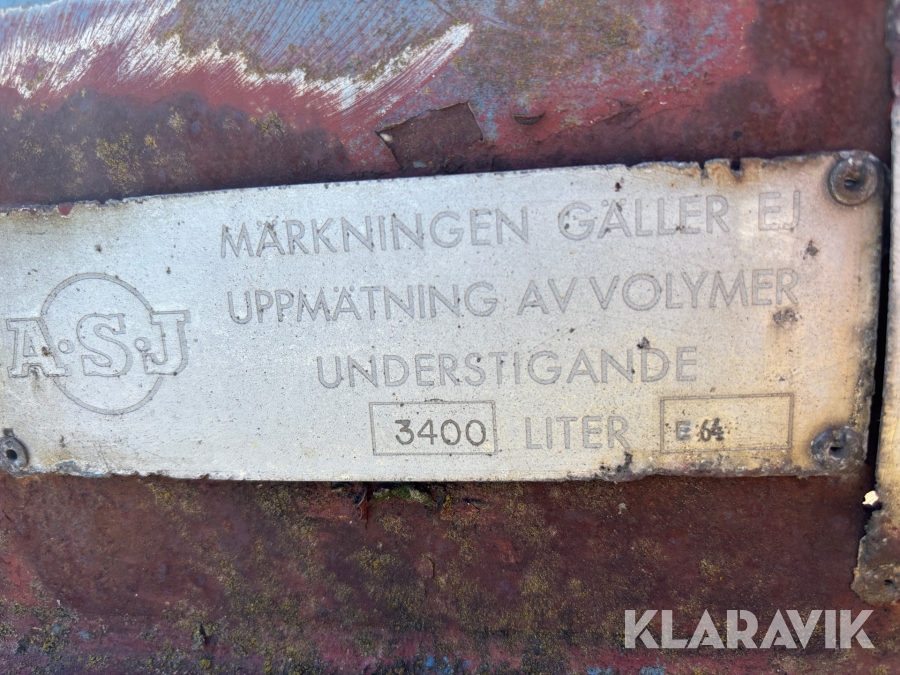 A·S·J
MÄRKNINGEN GÄLLER EJ
UPPMÄTNING AV VOLYMER
UNDERSTIGANDE
3400 LITER E 64
KLARAVIK